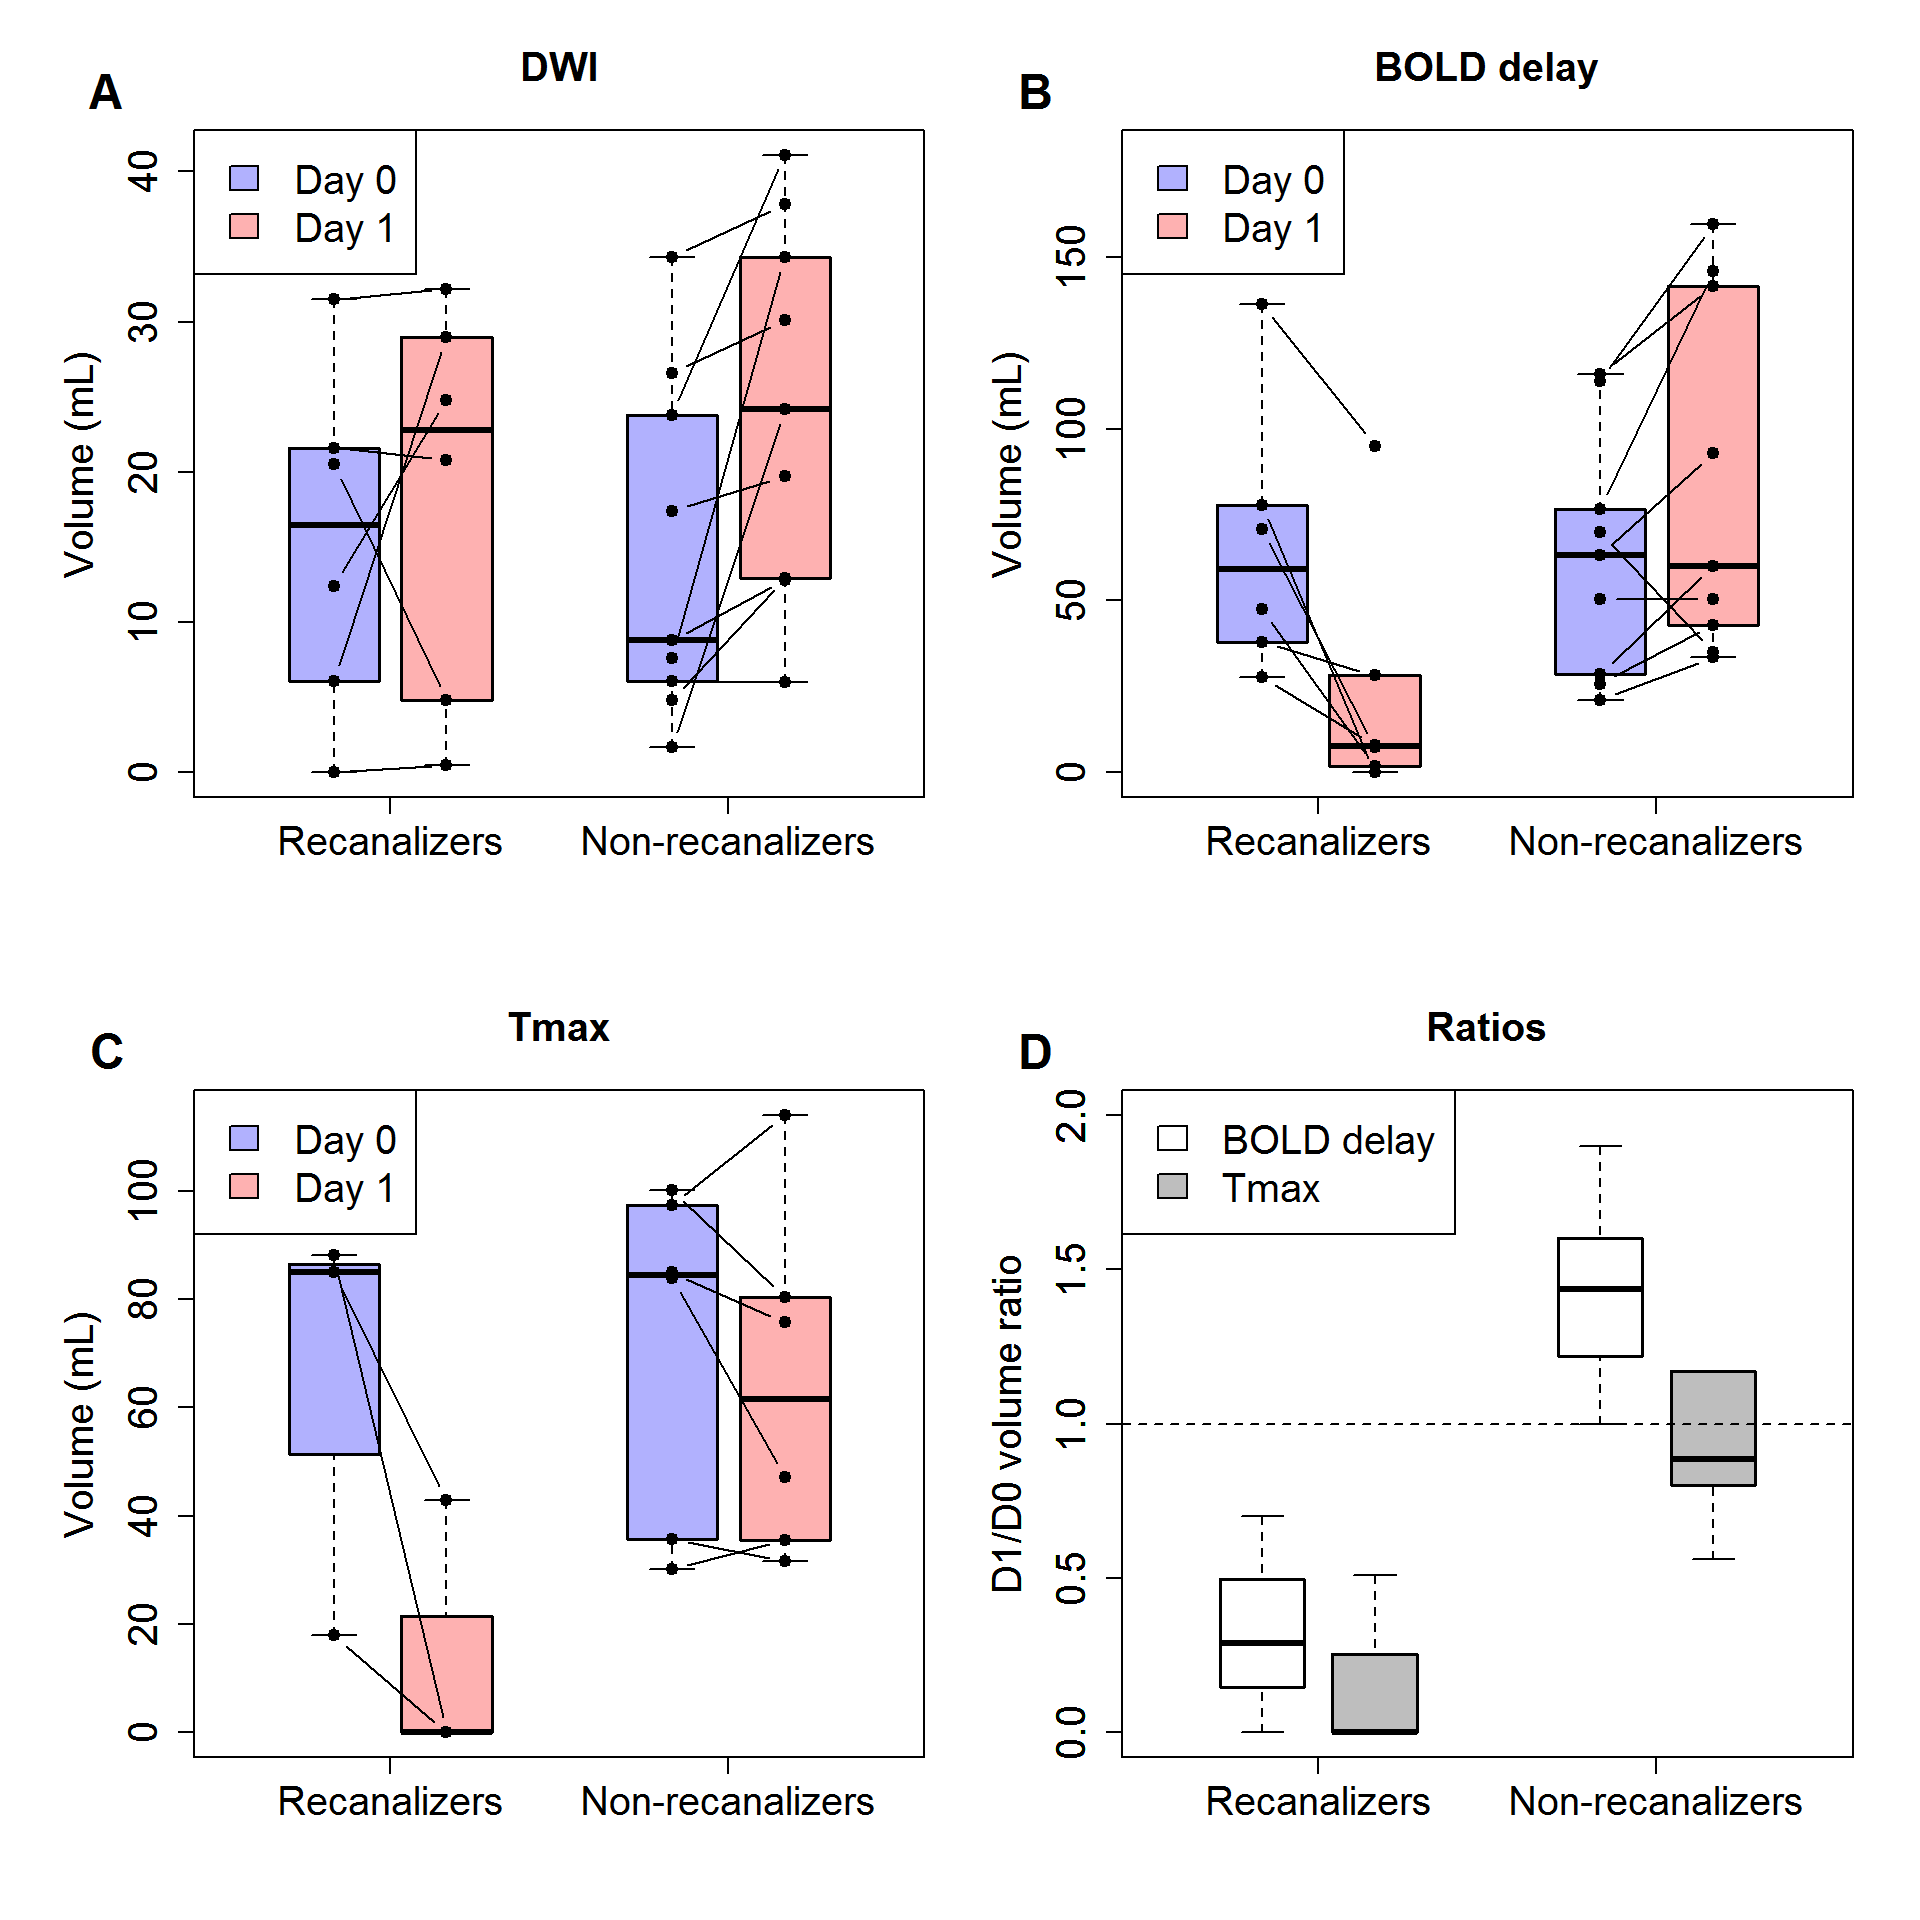 A
DWI
Day 0
Day 1
Volume (mL)
0
10
20
30
40
Recanalizers
Non-recanalizers
B
BOLD delay
Day 0
Day 1
Volume (mL)
0
50
100
150
Recanalizers
Non-recanalizers
C
Tmax
Day 0
Day 1
Volume (mL)
0
20
40
60
80
100
Recanalizers
Non-recanalizers
D
Ratios
BOLD delay
Tmax
D1/D0 volume ratio
0.0
0.5
1.0
1.5
2.0
Recanalizers
Non-recanalizers